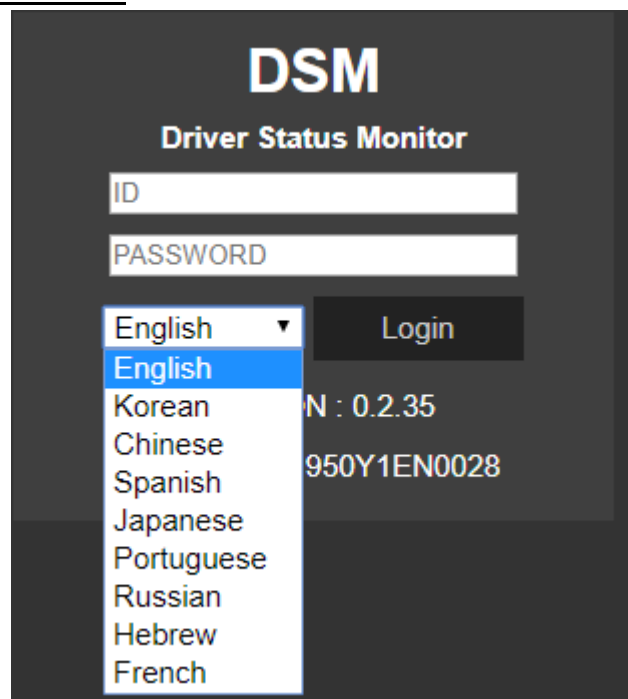 DSM
Driver Status Monitor
ID
PASSWORD
English Login
English
Korean N : 0.2.35
Chinese
Spanish 950Y1EN0028
Japanese
Portuguese
Russian
Hebrew
French